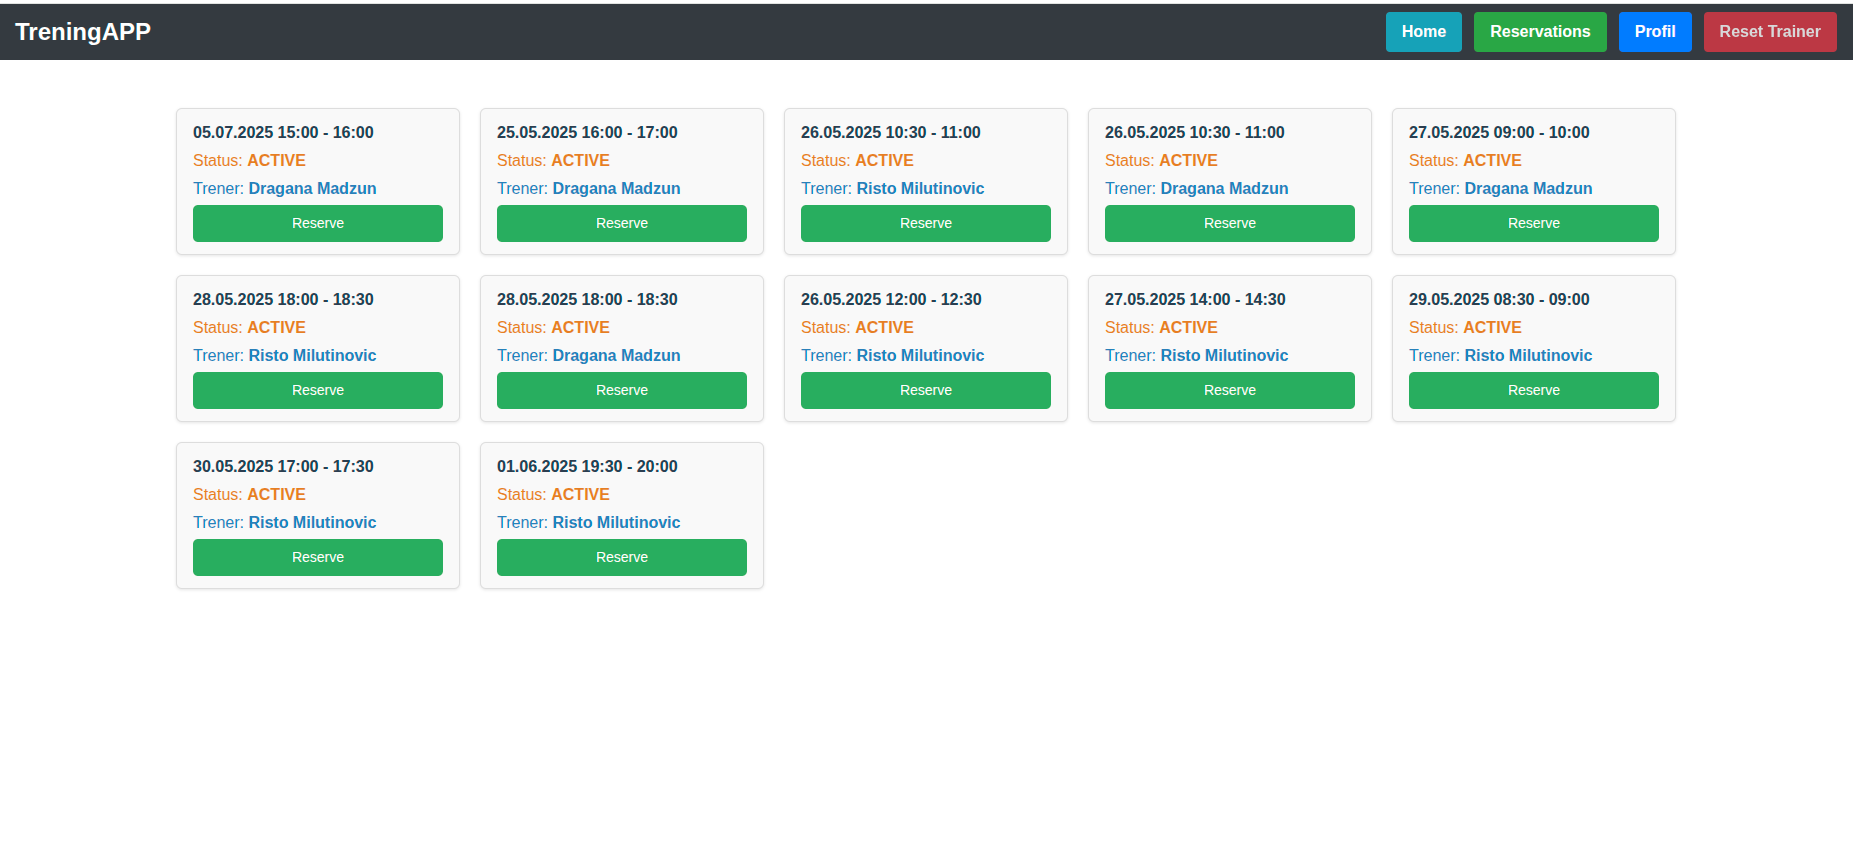 TreningAPP
Home
Reservations
Profil
Reset Trainer
05.07.2025 15:00 - 16:00
Status: ACTIVE
Trener: Dragana Madzun
Reserve
25.05.2025 16:00 - 17:00
Status: ACTIVE
Trener: Dragana Madzun
Reserve
26.05.2025 10:30 - 11:00
Status: ACTIVE
Trener: Risto Milutinovic
Reserve
26.05.2025 10:30 - 11:00
Status: ACTIVE
Trener: Dragana Madzun
Reserve
27.05.2025 09:00 - 10:00
Status: ACTIVE
Trener: Dragana Madzun
Reserve
28.05.2025 18:00 - 18:30
Status: ACTIVE
Trener: Risto Milutinovic
Reserve
28.05.2025 18:00 - 18:30
Status: ACTIVE
Trener: Dragana Madzun
Reserve
26.05.2025 12:00 - 12:30
Status: ACTIVE
Trener: Risto Milutinovic
Reserve
27.05.2025 14:00 - 14:30
Status: ACTIVE
Trener: Risto Milutinovic
Reserve
29.05.2025 08:30 - 09:00
Status: ACTIVE
Trener: Risto Milutinovic
Reserve
30.05.2025 17:00 - 17:30
Status: ACTIVE
Trener: Risto Milutinovic
Reserve
01.06.2025 19:30 - 20:00
Status: ACTIVE
Trener: Risto Milutinovic
Reserve